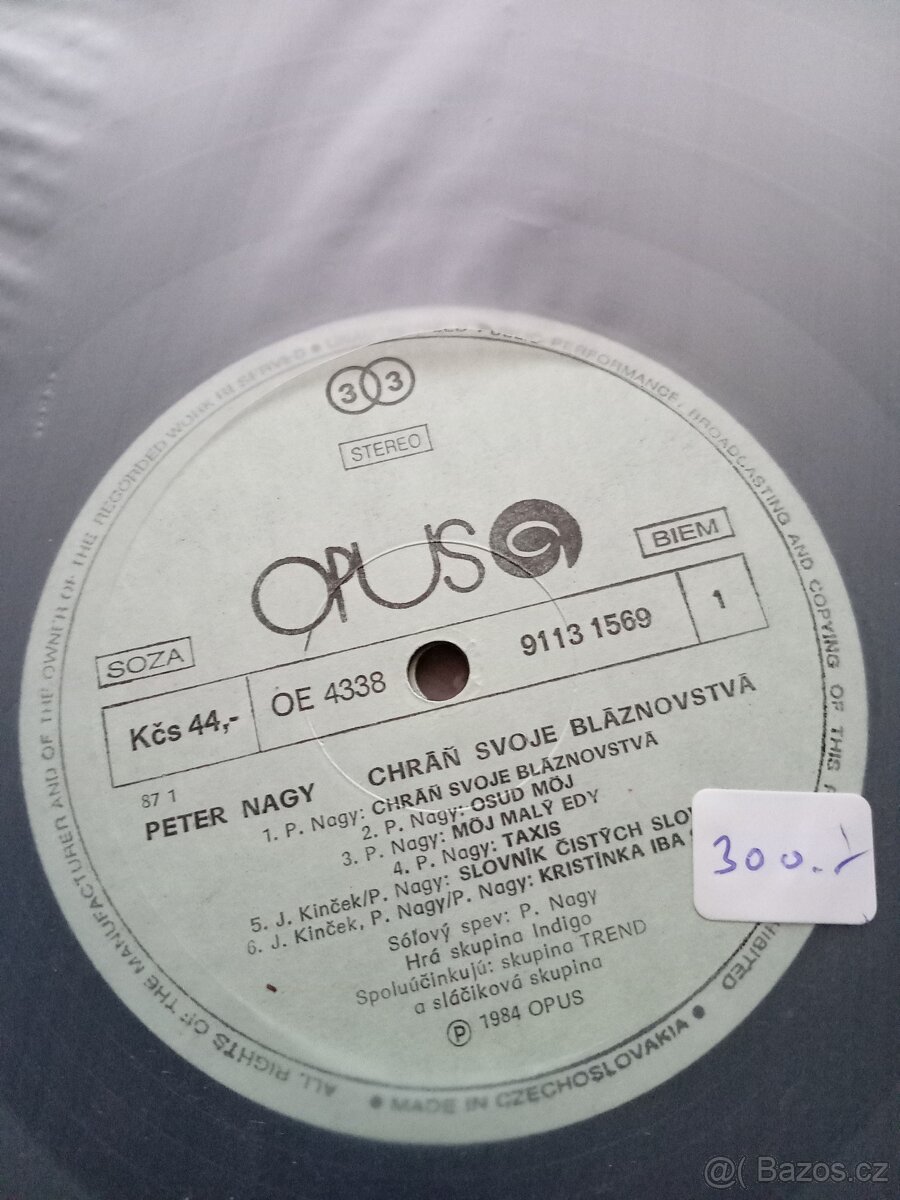 33
STEREO
OPUS
BIEM
SOZA
Kčs 44,-
OE 4338
9113 1569
1
87 1
PETER NAGY CHRÁŇ SVOJE BLÁZNOVSTVÁ
1. P. Nagy: CHRÁŇ SVOJE BLÁZNOVSTVÁ
2. P. Nagy: OSUD MÔJ
3. P. Nagy: MÔJ MALÝ EDY
4. P. Nagy: TAXIS
5. J. Kinček/P. Nagy: SLOVNÍK ČISTÝCH
6. J. Kinček, P. Nagy/P. Nagy: KRISTÍNKA IBA
Sólový spev: P. Nagy
Hrá skupina Indigo
Spoluúčinkujú: skupina TREND
a sláčiková skupina
Ⓟ 1984 OPUS
300.-
ALL RIGHTS OF THE MANUFACTURER AND OF THE OWNER OF THE RECORDED WORK RESERVED ● PUBLIC PERFORMANCE, BROADCASTING AND COPYING OF THIS
● MADE IN CZECHOSLOVAKIA ●
@( Bazoš.cz